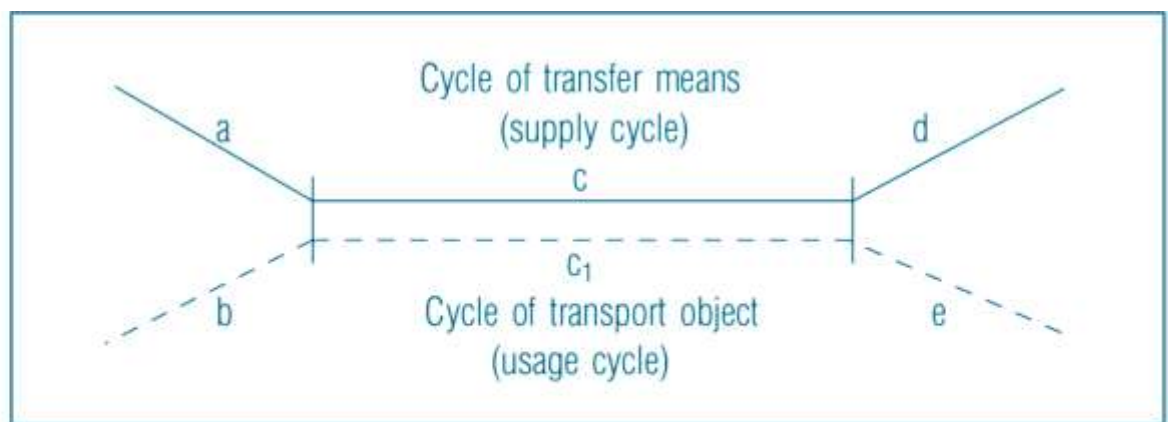 Cycle of transfer means
(supply cycle)
a
d
c
c₁
b
Cycle of transport object
e
(usage cycle)